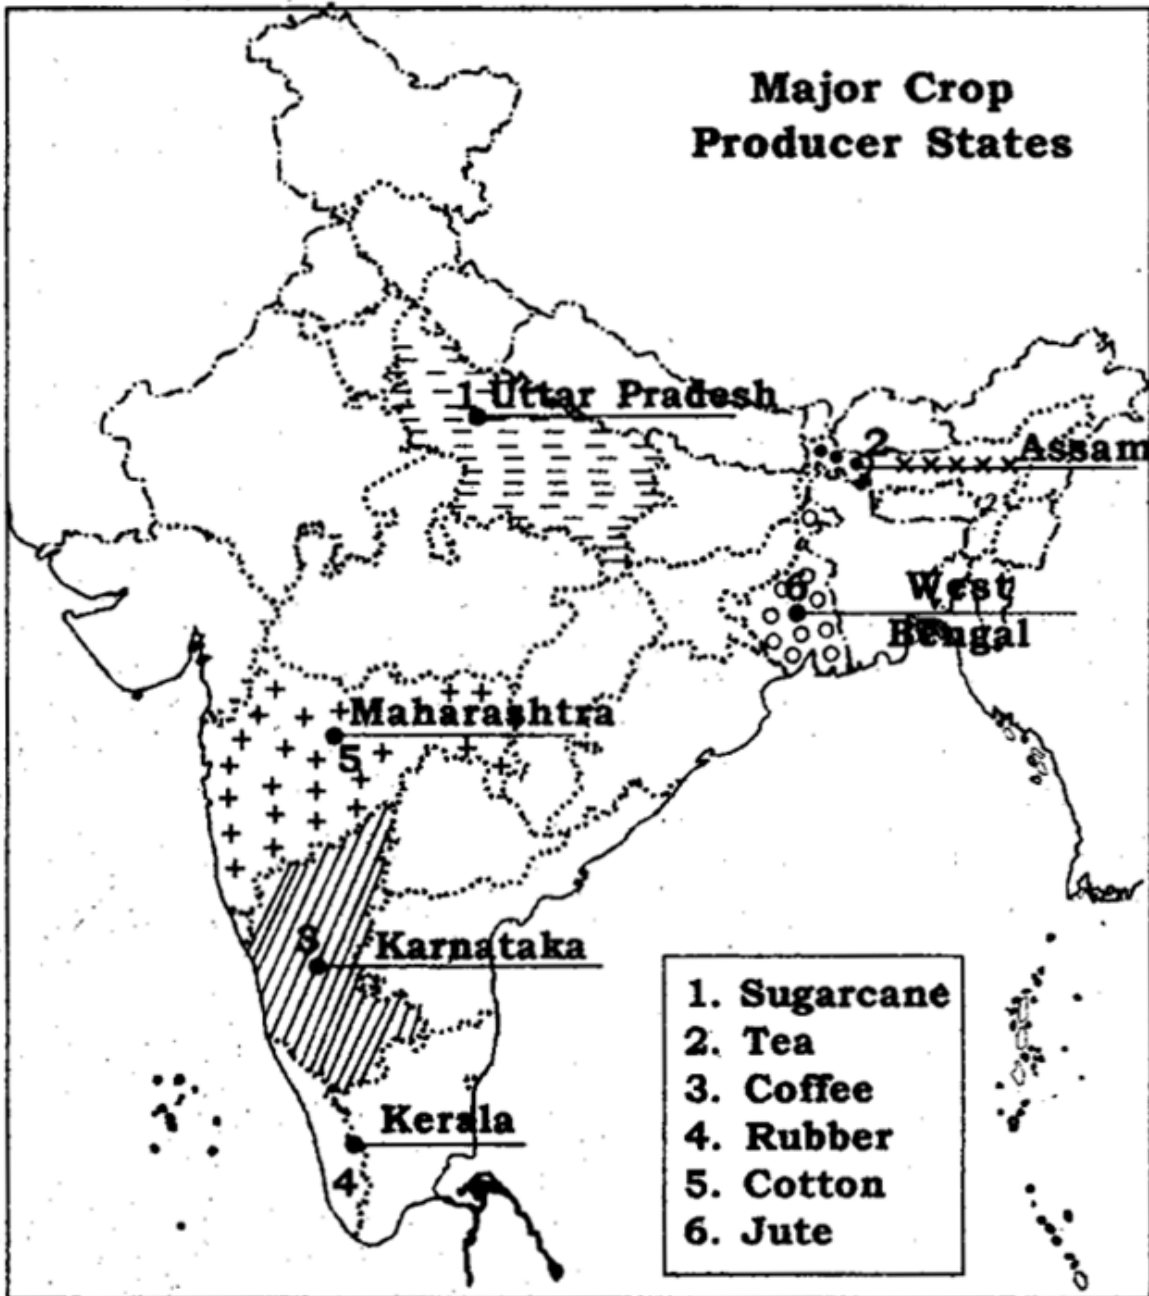 Major Crop
Producer States
1 Uttar Pradesh
2
Assam
6
West
Bengal
Maharashtra
5
3
Karnataka
Kerala
4
1. Sugarcane
2. Tea
3. Coffee
4. Rubber
5. Cotton
6. Jute